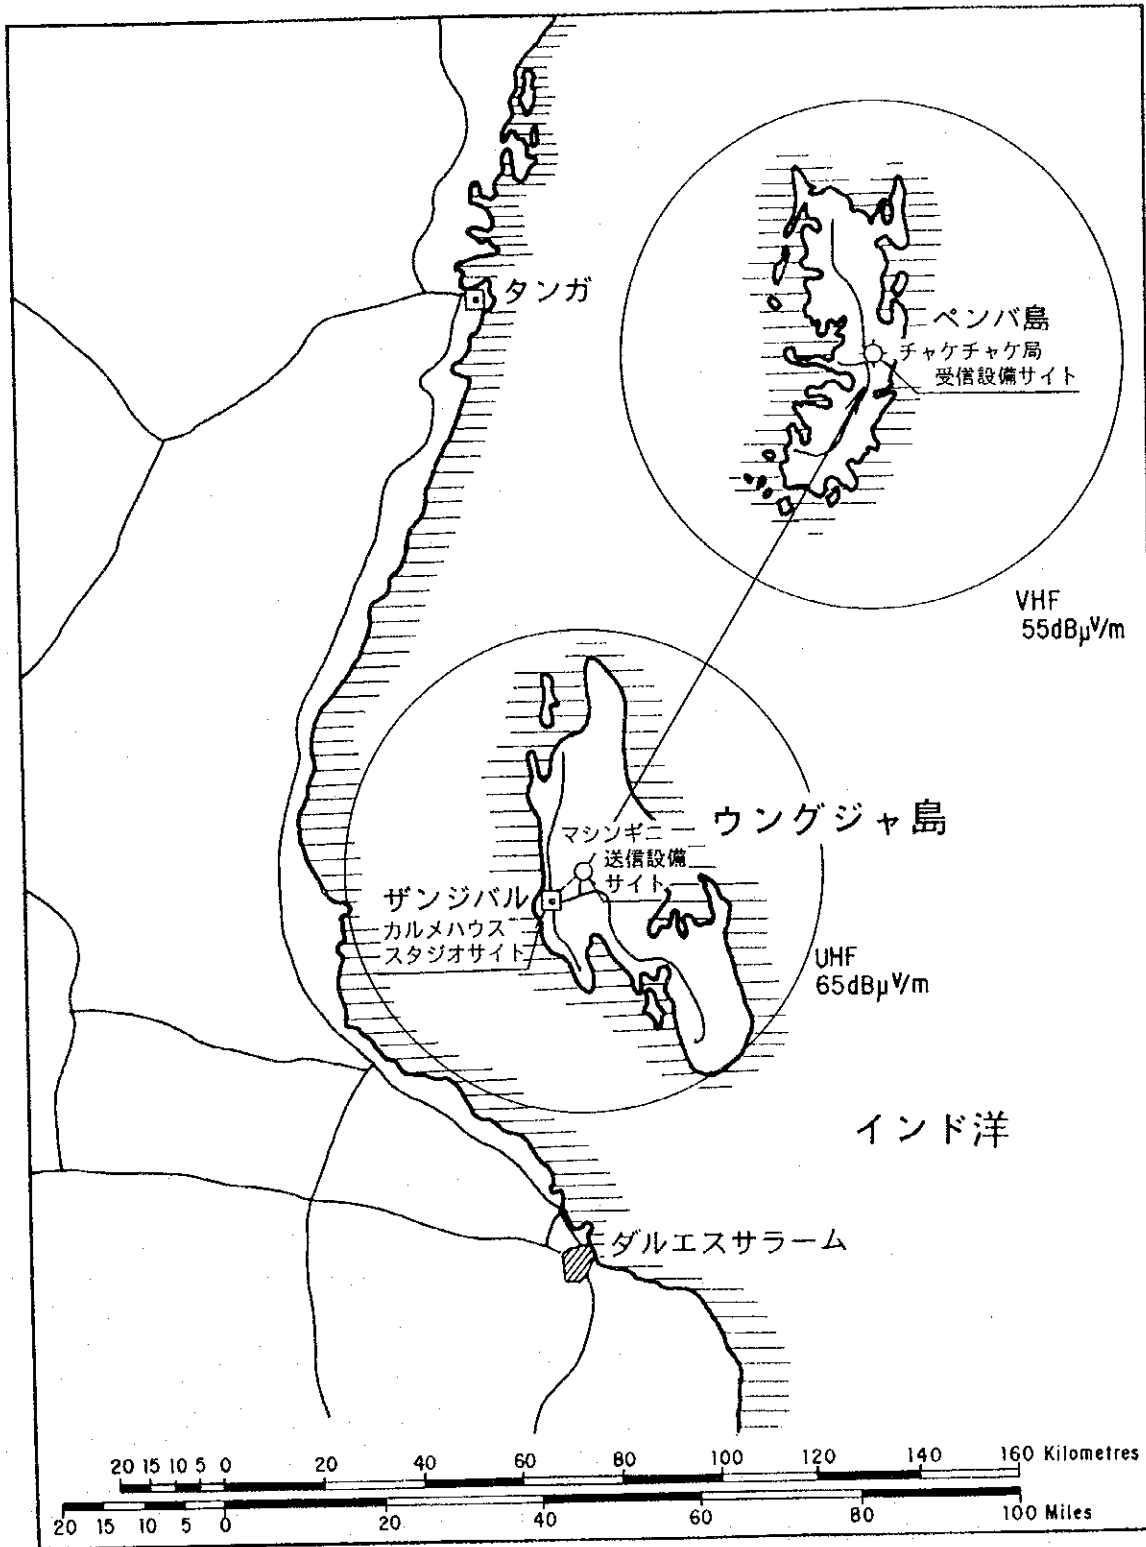 タンガ
ペンバ島
チャケチャケ局
受信設備サイト
VHF
55dBμV/m
ウングジャ島
マシンギニ
送信設備
サイト
ザンジバル
カルメハウス
スタジオサイト
UHF
65dBμV/m
インド洋
ダルエスサラーム
20 15 10 5 0 20 40 60 80 100 120 140 160 Kilometres
20 15 10 5 0 20 40 60 80 100 Miles